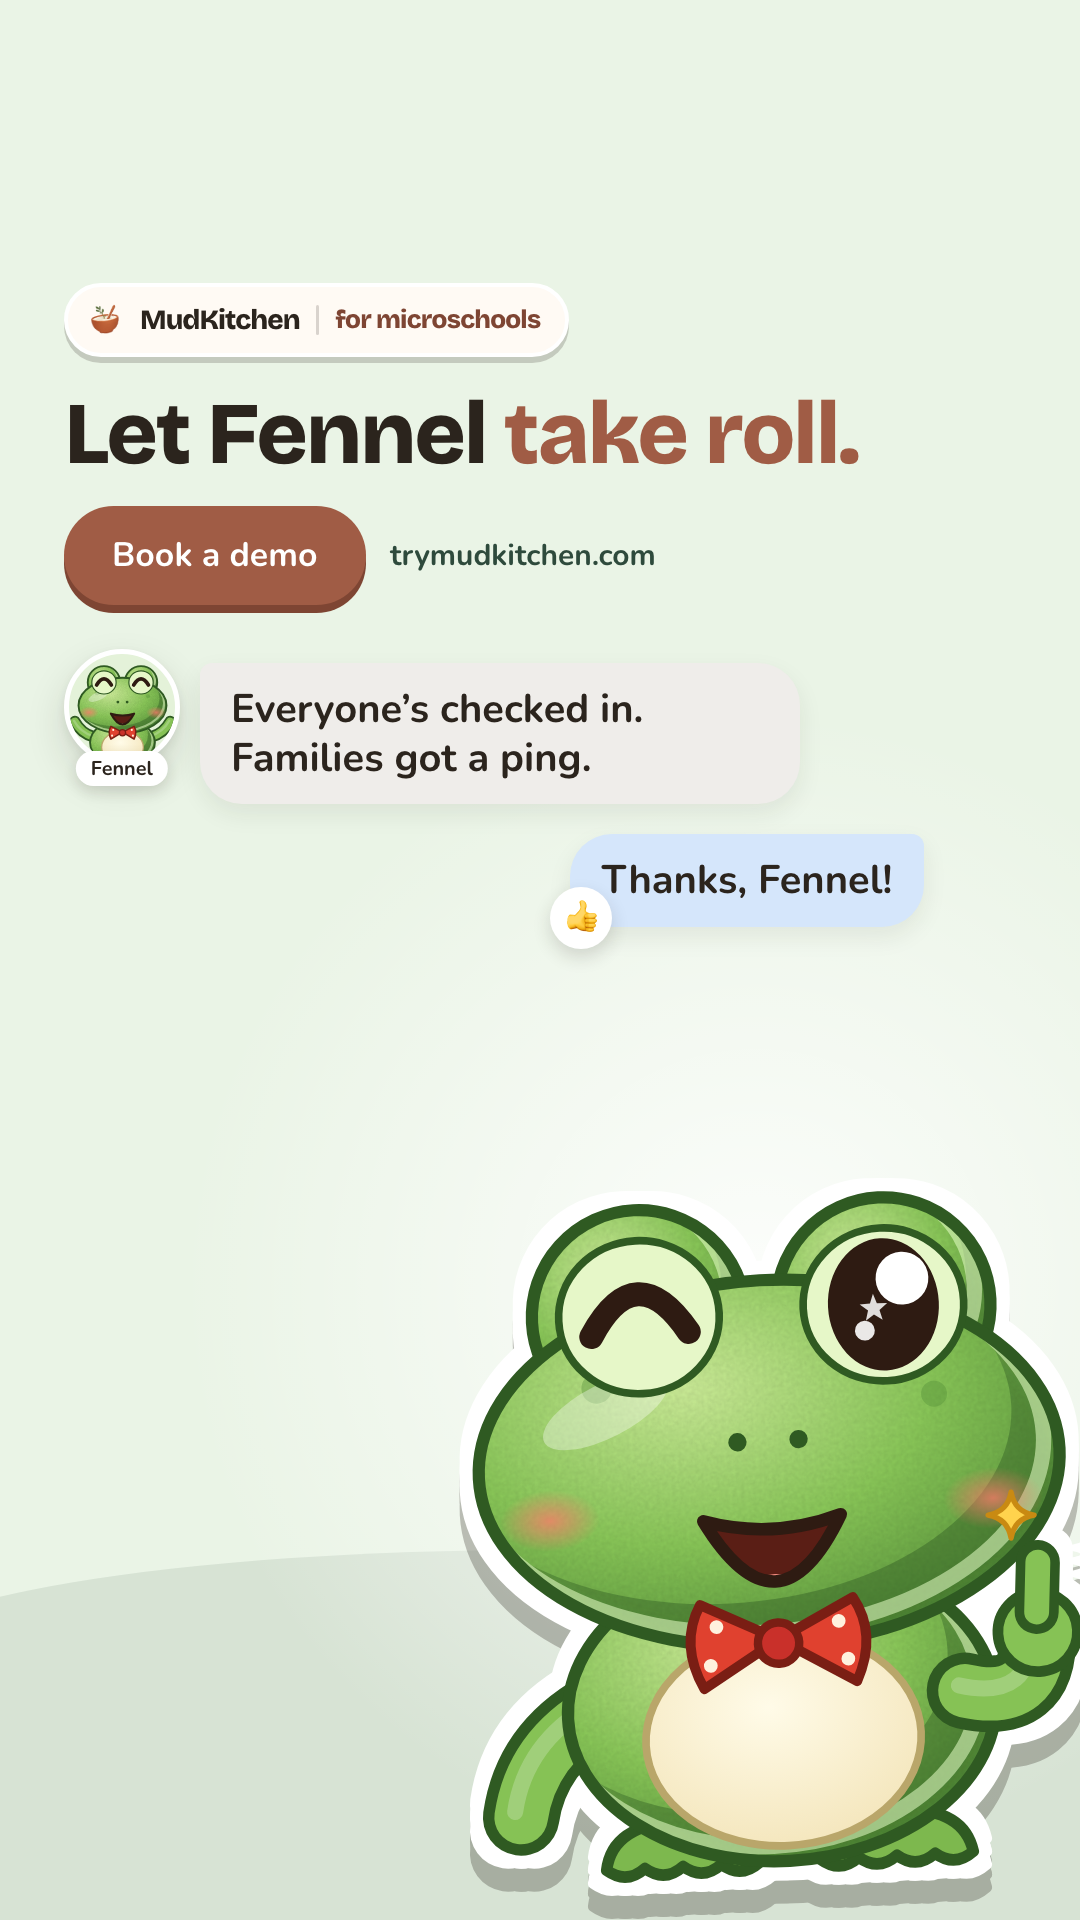 MudKitchen | for microschools
Let Fennel take roll.
Book a demo
trymudkitchen.com
Fennel
Everyone’s checked in.
Families got a ping.
Thanks, Fennel!